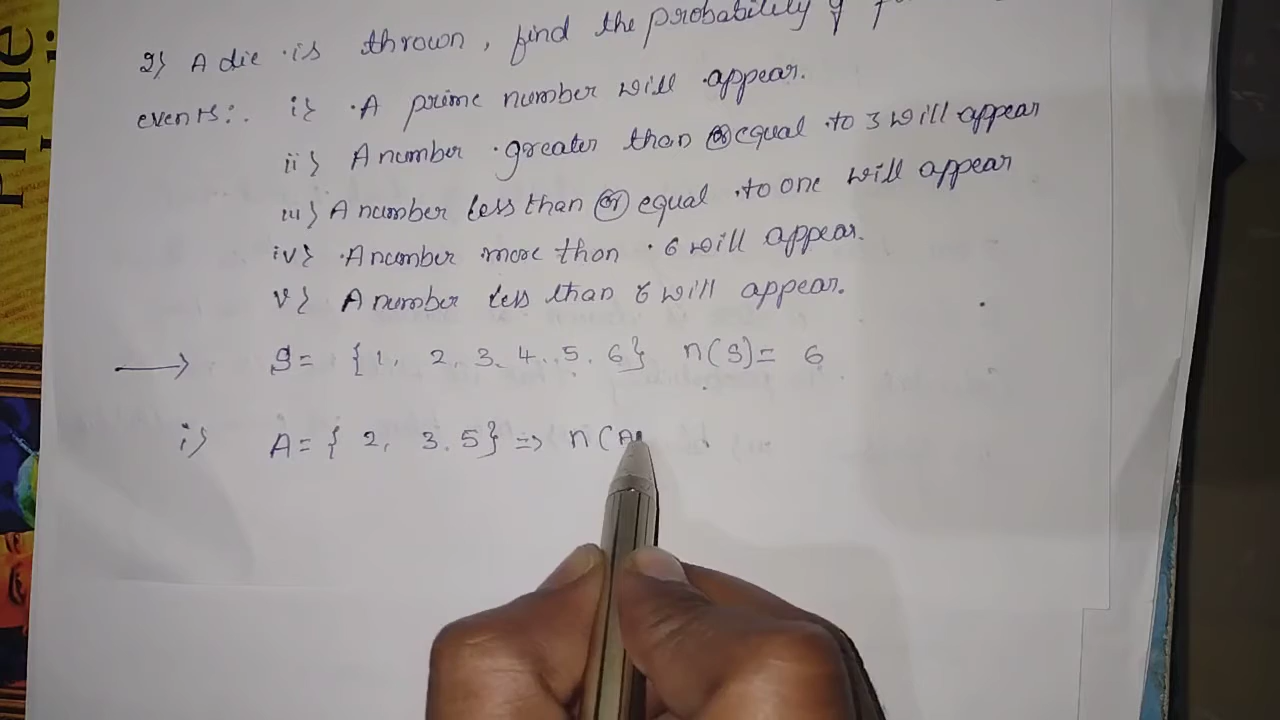 2} A die is thrown, find the probability of
events:. i} A prime number will appear.
ii} A number greater than or equal to 3 will appear
iii} A number less than or equal to one will appear
iv} A number more than 6 will appear.
v} A number less than 6 will appear.
→ S = {1, 2, 3, 4, 5, 6} n(S) = 6
i} A = { 2, 3, 5} => n(A